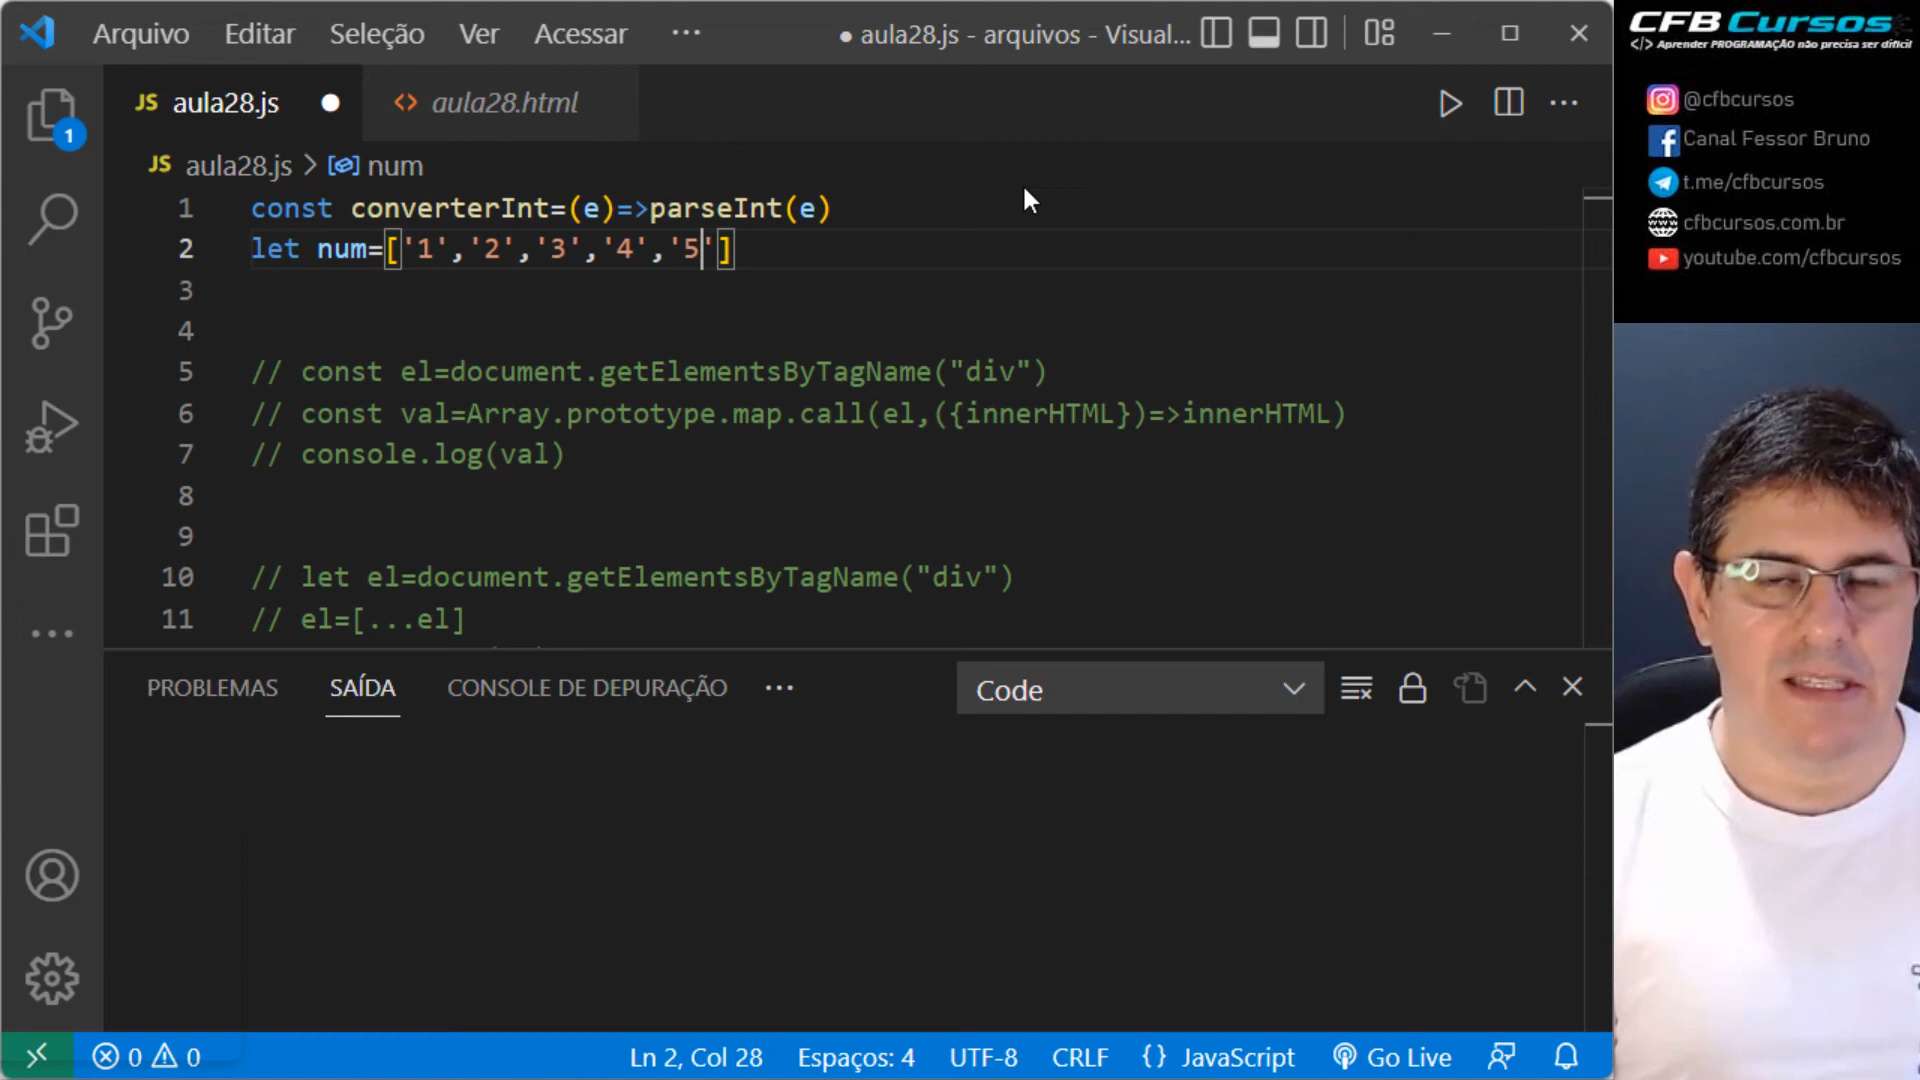 Arquivo Editar Seleção Ver Acessar ··· ● aula28.js - arquivos - Visual...
JS aula28.js ● <> aula28.html ···
JS aula28.js > num
1 const converterInt=(e)=>parseInt(e)
2 let num=['1','2','3','4','5']
3
4
5 // const el=document.getElementsByTagName("div")
6 // const val=Array.prototype.map.call(el,({innerHTML})=>innerHTML)
7 // console.log(val)
8
9
10 // let el=document.getElementsByTagName("div")
11 // el=[...el]
1
PROBLEMAS SAÍDA CONSOLE DE DEPURAÇÃO ··· Code
0 0 Ln 2, Col 28 Espaços: 4 UTF-8 CRLF {} JavaScript Go Live
CFB Cursos
</> Aprender PROGRAMAÇÃO não precisa ser difícil
@cfbcursos
Canal Fessor Bruno
t.me/cfbcursos
cfbcursos.com.br
youtube.com/cfbcursos